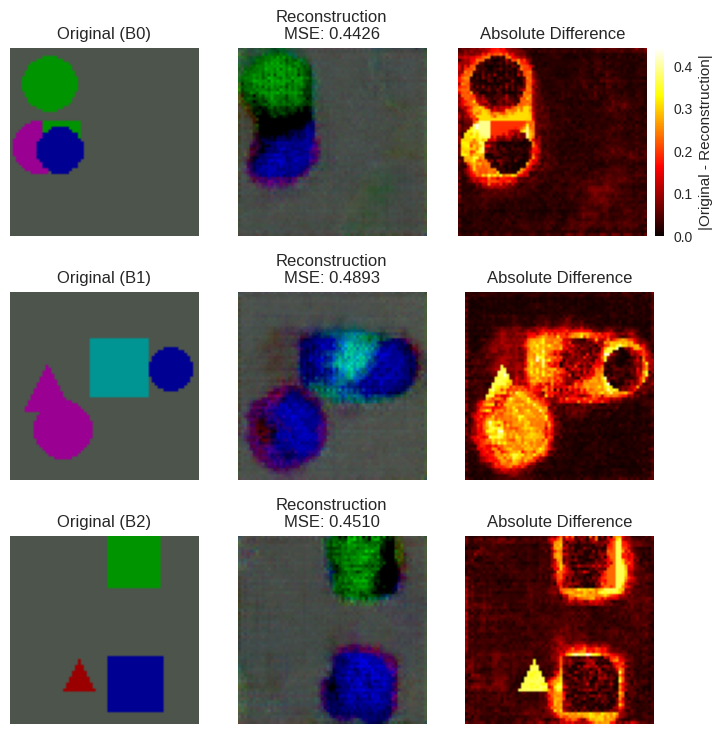 Original (B0)
Reconstruction
MSE: 0.4426
Absolute Difference
0.4
0.3
0.2
0.1
0.0
|Original - Reconstruction|
Original (B1)
Reconstruction
MSE: 0.4893
Absolute Difference
Original (B2)
Reconstruction
MSE: 0.4510
Absolute Difference